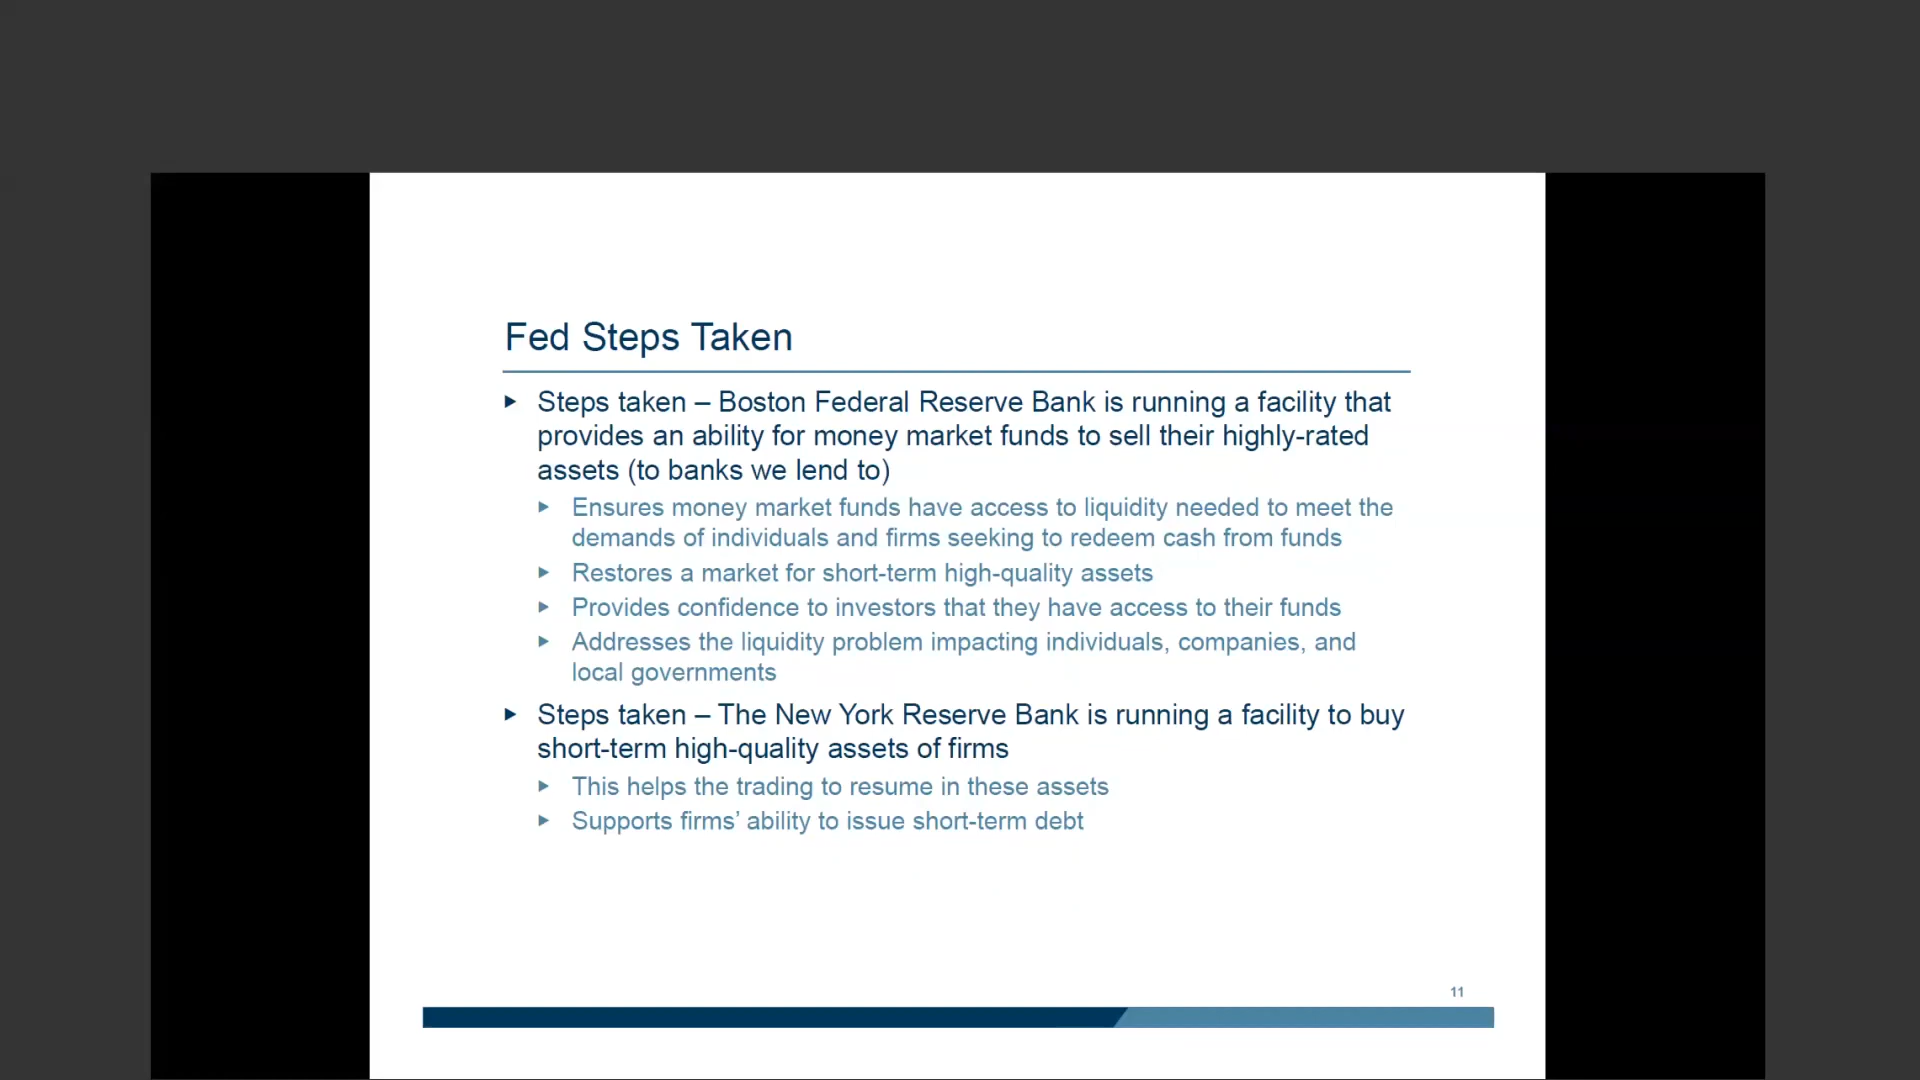 Fed Steps Taken
Steps taken – Boston Federal Reserve Bank is running a facility that
provides an ability for money market funds to sell their highly-rated
assets (to banks we lend to)
Ensures money market funds have access to liquidity needed to meet the
demands of individuals and firms seeking to redeem cash from funds
Restores a market for short-term high-quality assets
Provides confidence to investors that they have access to their funds
Addresses the liquidity problem impacting individuals, companies, and
local governments
Steps taken – The New York Reserve Bank is running a facility to buy
short-term high-quality assets of firms
This helps the trading to resume in these assets
Supports firms’ ability to issue short-term debt
11